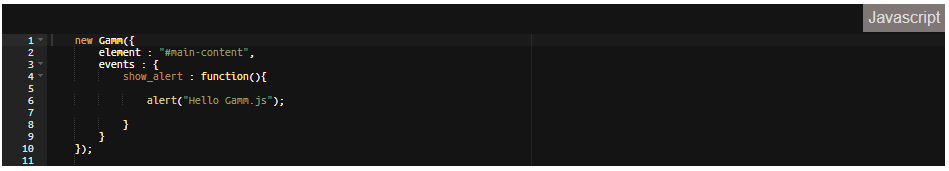 Javascript
1 new Gamm({
2 element : "#main-content",
3 events : {
4 show_alert : function(){
5
6 alert("Hello Gamm.js");
7
8 }
9 }
10 });
11